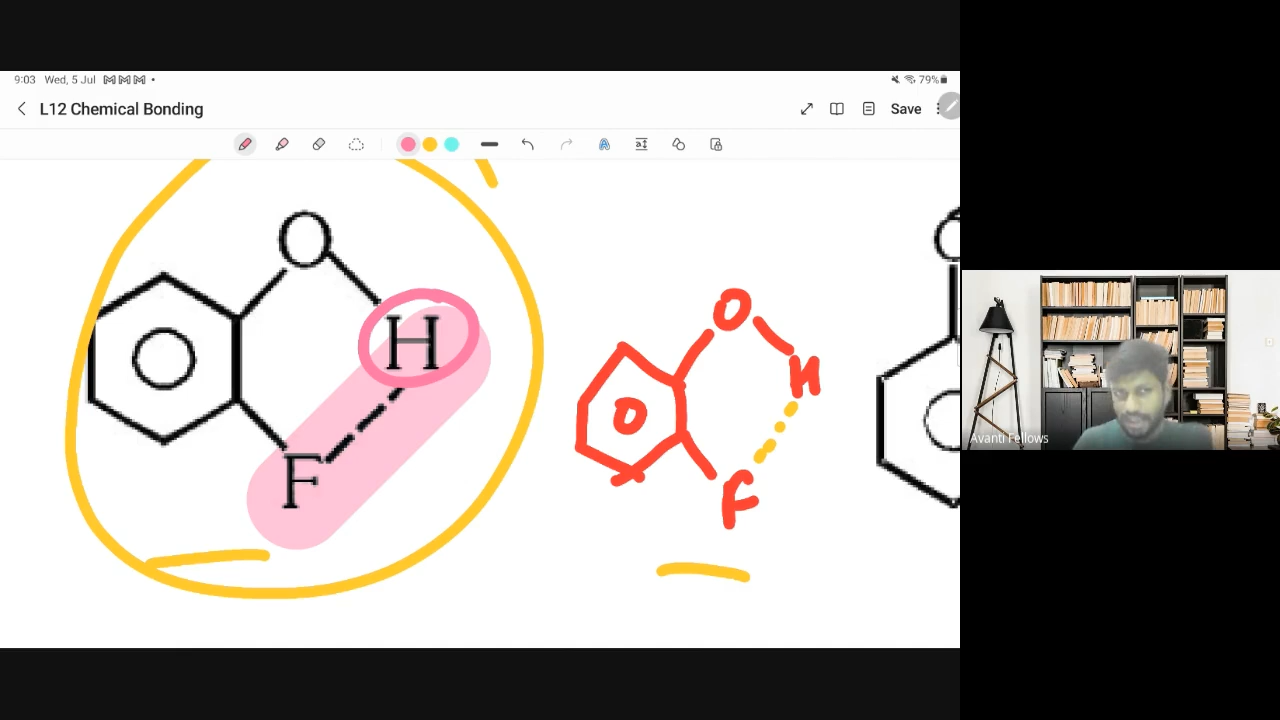 9:03 Wed, 5 Jul
79%
L12 Chemical Bonding
Save
O
H
F
O
H
F
Avanti Fellows